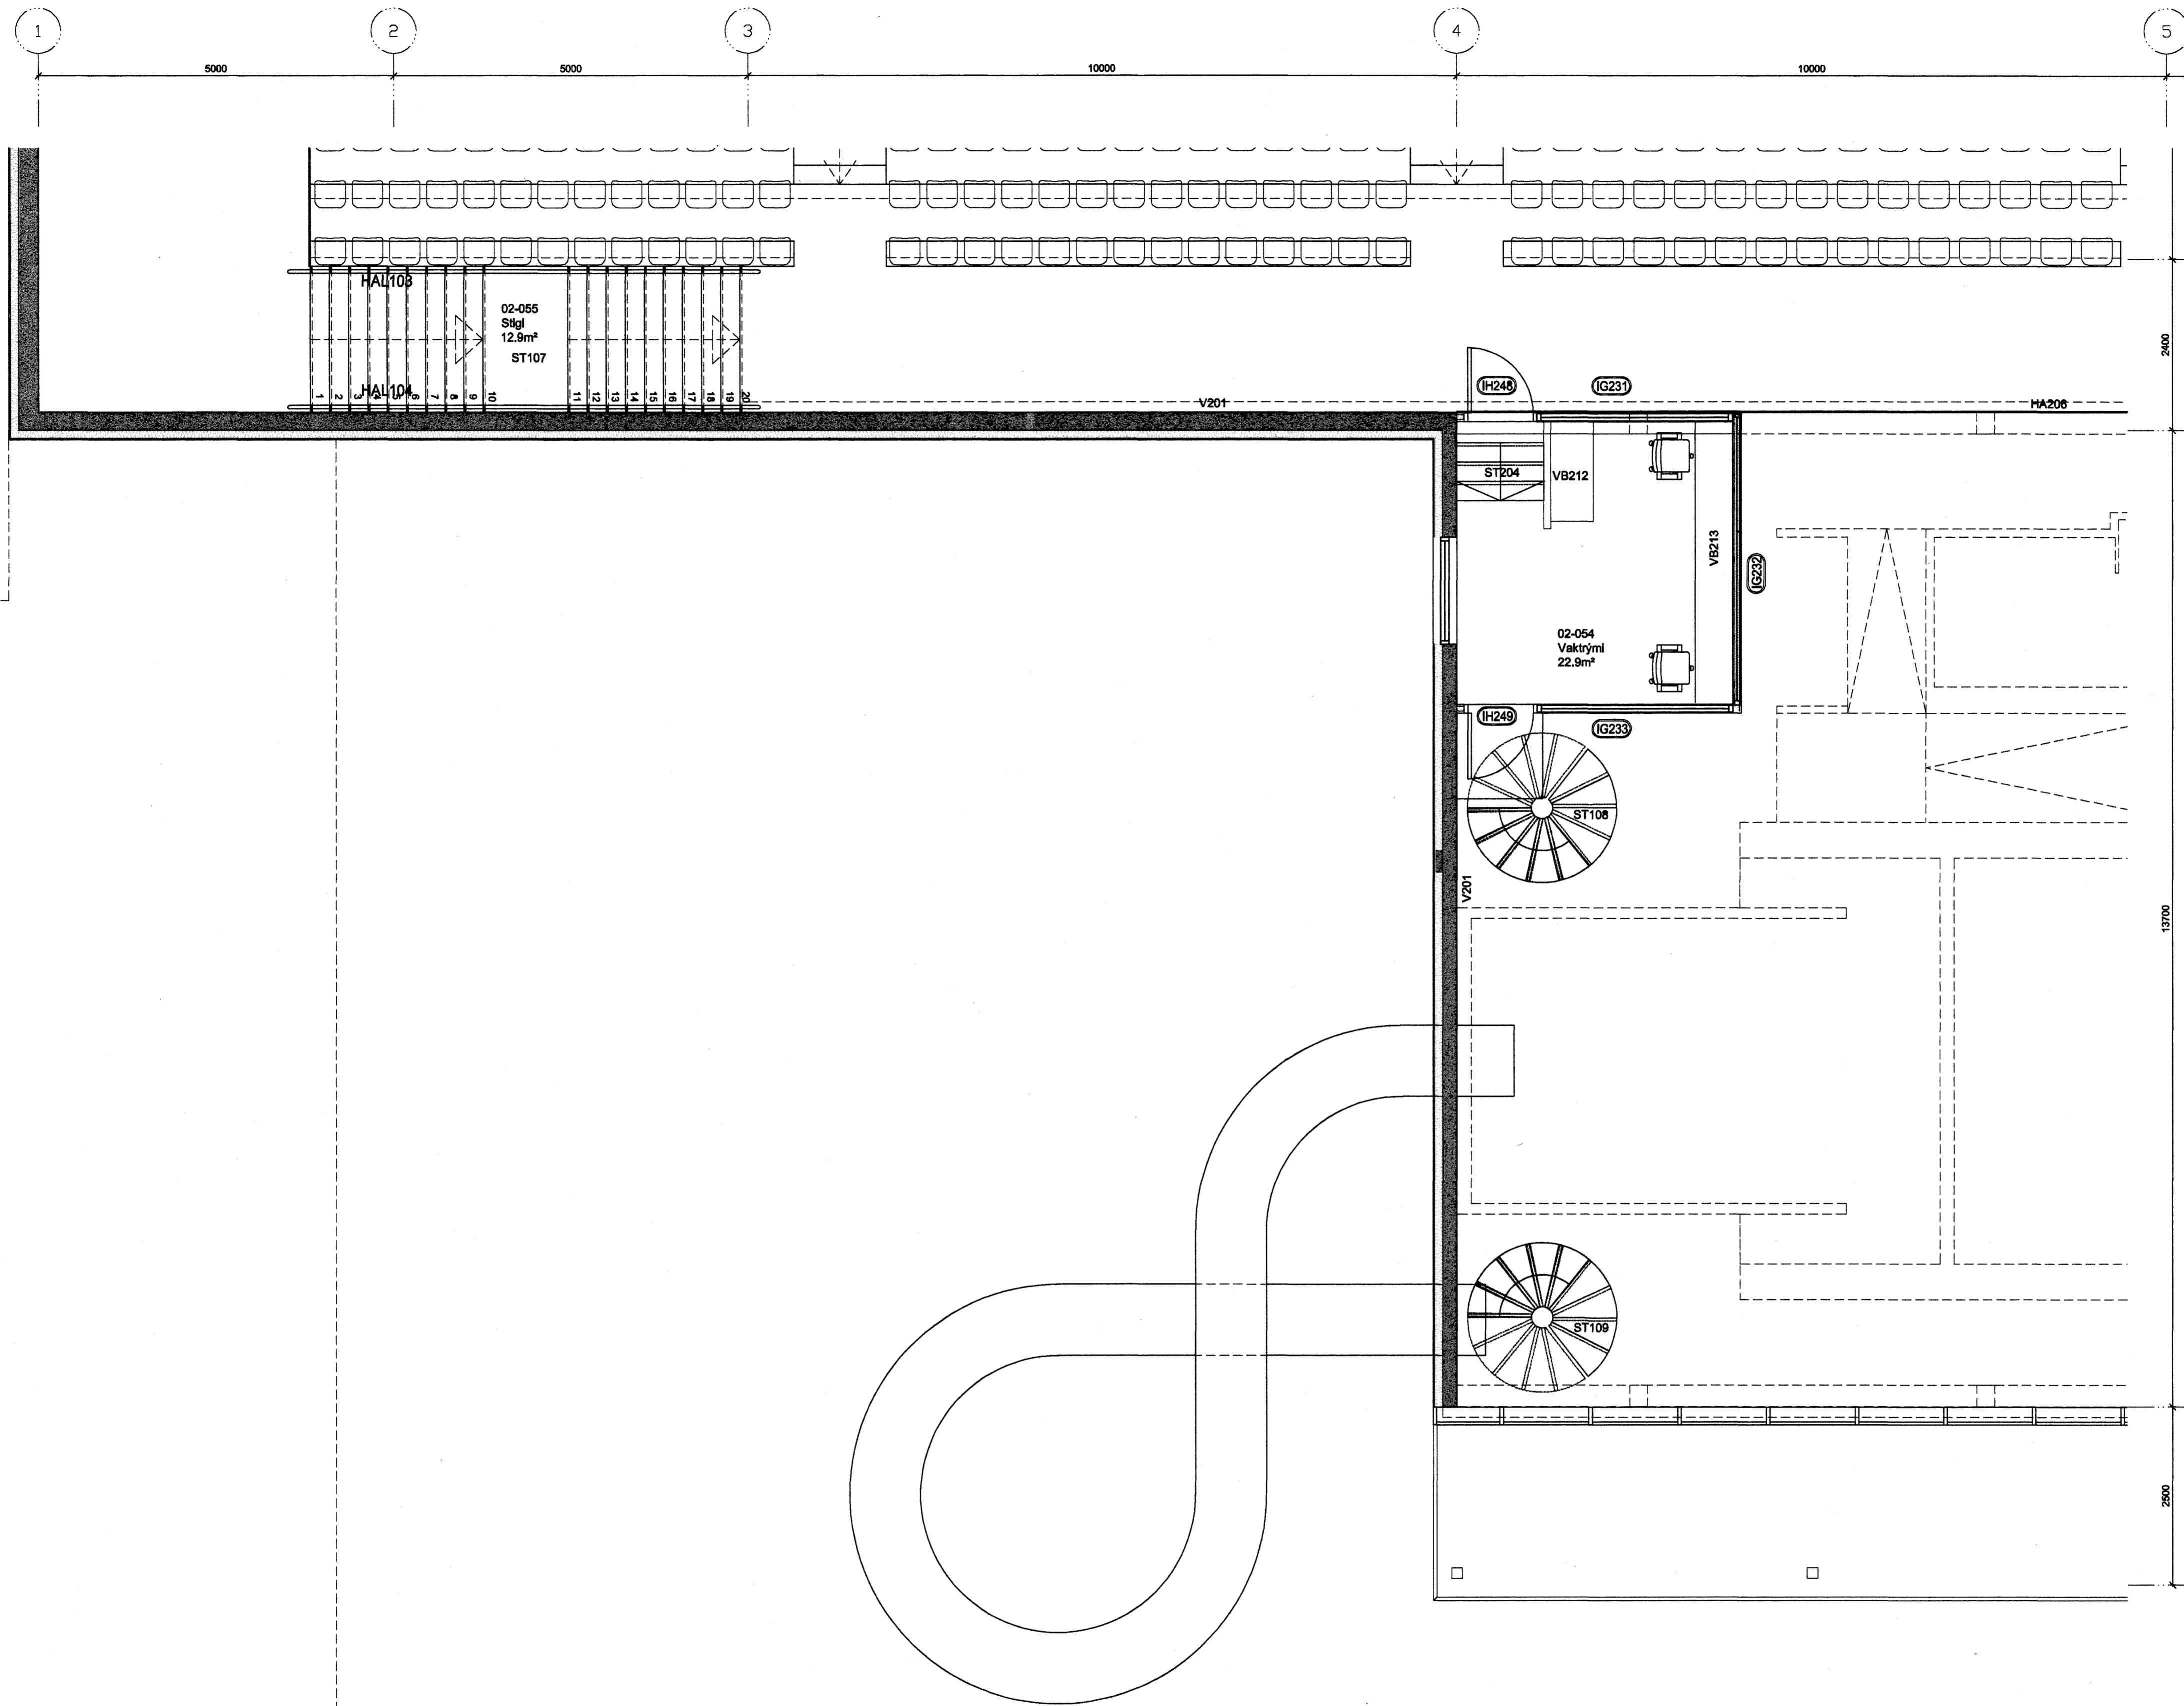 1
2
3
4
5
5000
5000
10000
10000
HAL103
02-055
Stigi
12.9m²
ST107
HAL104
1
2
3
4
5
6
7
8
9
10
11
12
13
14
15
16
17
18
19
20
V201
IH248
IG231
HA206
2400
ST204
VB212
VB213
IG232
02-054
Vaktrými
22.9m²
IH249
IG233
ST108
V201
13700
ST109
2500